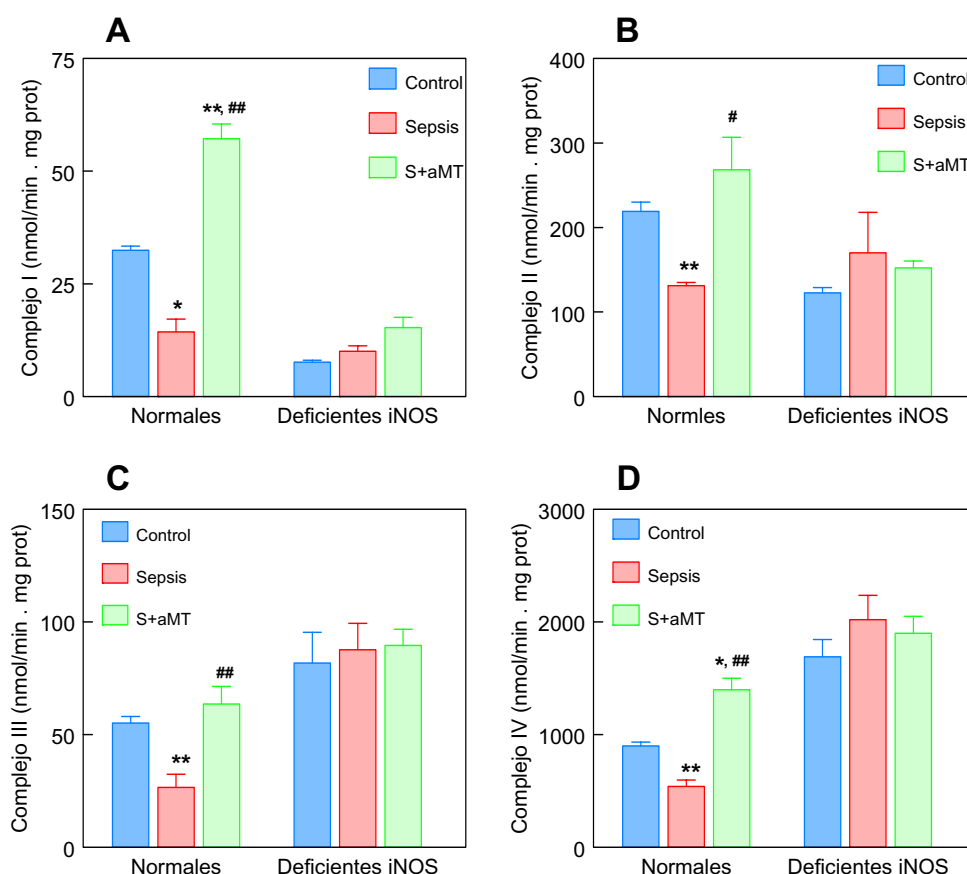 A
Complejo I (nmol/min . mg prot)
75
50
25
0
Control
Sepsis
S+aMT
*
**, ##
Normales
Deficientes iNOS
B
Complejo II (nmol/min . mg prot)
400
300
200
100
0
Control
Sepsis
S+aMT
**
#
Normles
Deficientes iNOS
C
Complejo III (nmol/min . mg prot)
150
100
50
0
Control
Sepsis
S+aMT
**
##
Normales
Deficientes iNOS
D
Complejo IV (nmol/min . mg prot)
3000
2000
1000
0
Control
Sepsis
S+aMT
**
*, ##
Normales
Deficientes iNOS